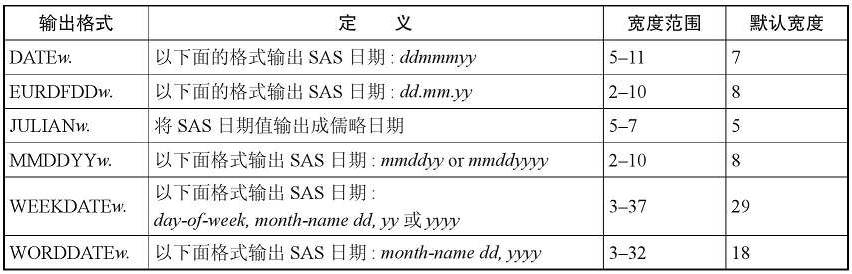 输出格式 定 义 宽度范围 默认宽度
DATEw. 以下面的格式输出 SAS 日期 : ddmmmyy 5–11 7
EURDFDDw. 以下面的格式输出 SAS 日期 : dd.mm.yy 2–10 8
JULIANw. 将 SAS 日期值输出成儒略日期 5–7 5
MMDDYYw. 以下面格式输出 SAS 日期 : mmddyy or mmddyyyy 2–10 8
WEEKDATEw. 以下面格式输出 SAS 日期 : 3–37 29
day-of-week, month-name dd, yy 或 yyyy
WORDDATEw. 以下面格式输出 SAS 日期 : month-name dd, yyyy 3–32 18